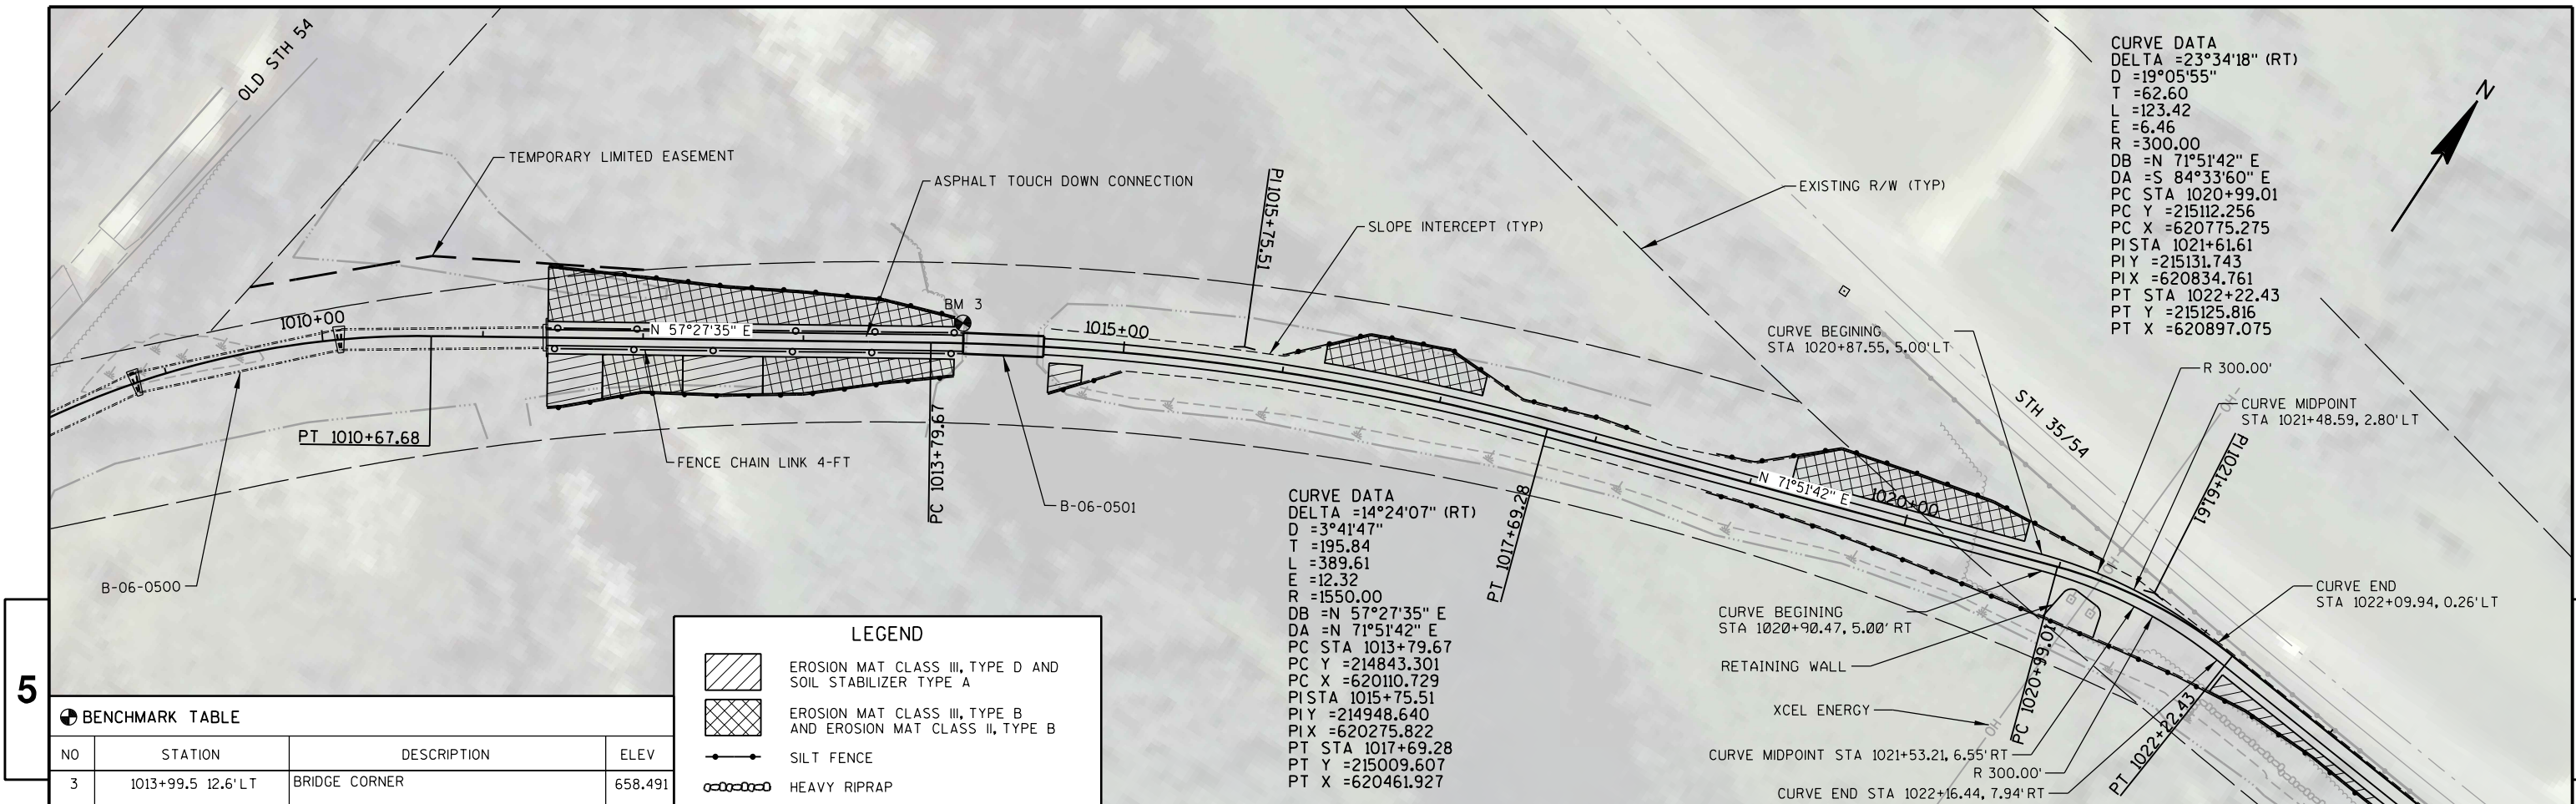 OLD STH 54
TEMPORARY LIMITED EASEMENT
ASPHALT TOUCH DOWN CONNECTION
PI 1015+75.51
SLOPE INTERCEPT (TYP)
EXISTING R/W (TYP)
CURVE DATA
DELTA =23°34'18" (RT)
D =19°05'55"
T =62.60
L =123.42
E =6.46
R =300.00
DB =N 71°51'42" E
DA =S 84°33'60" E
PC STA 1020+99.01
PC Y =215112.256
PC X =620775.275
PI STA 1021+61.61
PI Y =215131.743
PI X =620834.761
PT STA 1022+22.43
PT Y =215125.816
PT X =620897.075
N
1010+00
BM 3
N 57°27'35" E
1015+00
CURVE BEGINING
STA 1020+87.55, 5.00' LT
R 300.00'
OH
CURVE MIDPOINT
STA 1021+48.59, 2.80' LT
STH 35/54
PI 1021+61.61
PT 1010+67.68
FENCE CHAIN LINK 4-FT
PC 1013+79.67
B-06-0501
B-06-0500
CURVE DATA
DELTA =14°24'07" (RT)
D =3°41'47"
T =195.84
L =389.61
E =12.32
R =1550.00
DB =N 57°27'35" E
DA =N 71°51'42" E
PC STA 1013+79.67
PC Y =214843.301
PC X =620110.729
PI STA 1015+75.51
PI Y =214948.640
PI X =620275.822
PT STA 1017+69.28
PT Y =215009.607
PT X =620461.927
PT 1017+69.28
N 71°51'42" E
1020+00
OH
CURVE END
STA 1022+09.94, 0.26' LT
CURVE BEGINING
STA 1020+90.47, 5.00' RT
RETAINING WALL
XCEL ENERGY
OH
PC 1020+99.01
CURVE MIDPOINT STA 1021+53.21, 6.55' RT
R 300.00'
CURVE END STA 1022+16.44, 7.94' RT
PT 1022+22.43
5
LEGEND
EROSION MAT CLASS III, TYPE D AND
SOIL STABILIZER TYPE A
EROSION MAT CLASS III, TYPE B
AND EROSION MAT CLASS II, TYPE B
SILT FENCE
HEAVY RIPRAP
BENCHMARK TABLE
NO STATION DESCRIPTION ELEV
3 1013+99.5 12.6' LT BRIDGE CORNER 658.491